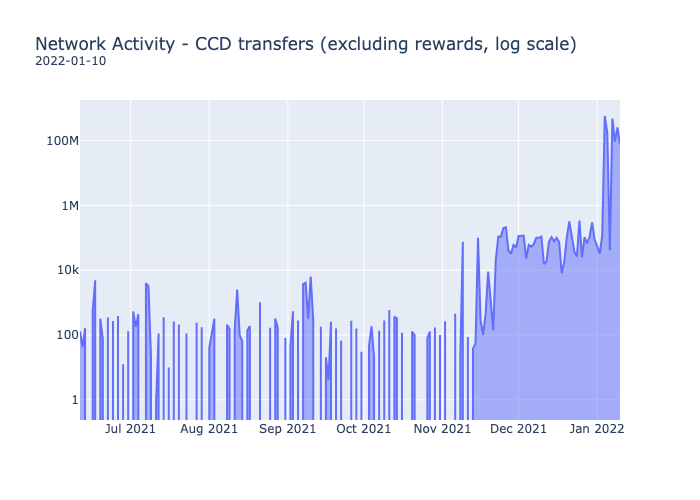 Network Activity - CCD transfers (excluding rewards, log scale)
2022-01-10
100M
1M
10k
100
1
Jul 2021
Aug 2021
Sep 2021
Oct 2021
Nov 2021
Dec 2021
Jan 2022